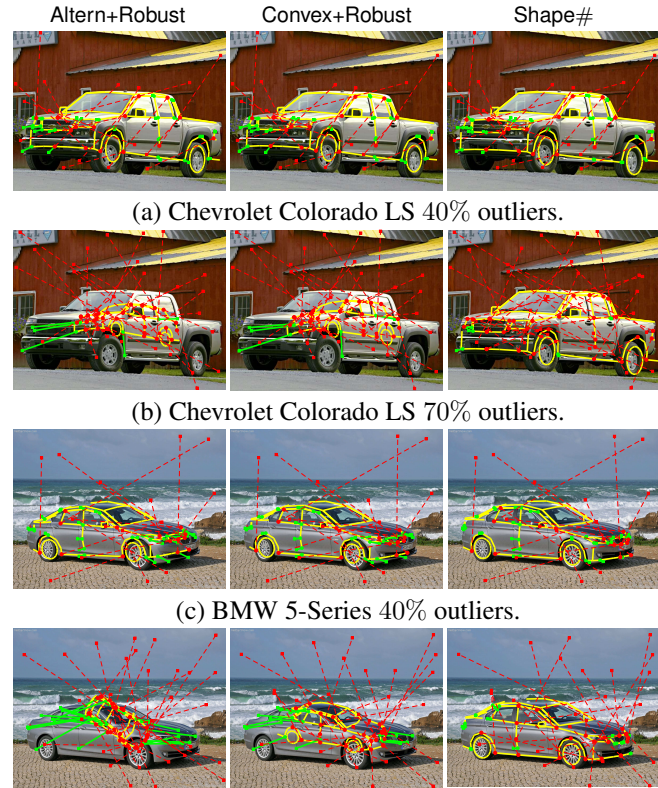 Altern+Robust Convex+Robust Shape#
(a) Chevrolet Colorado LS 40% outliers.
(b) Chevrolet Colorado LS 70% outliers.
(c) BMW 5-Series 40% outliers.